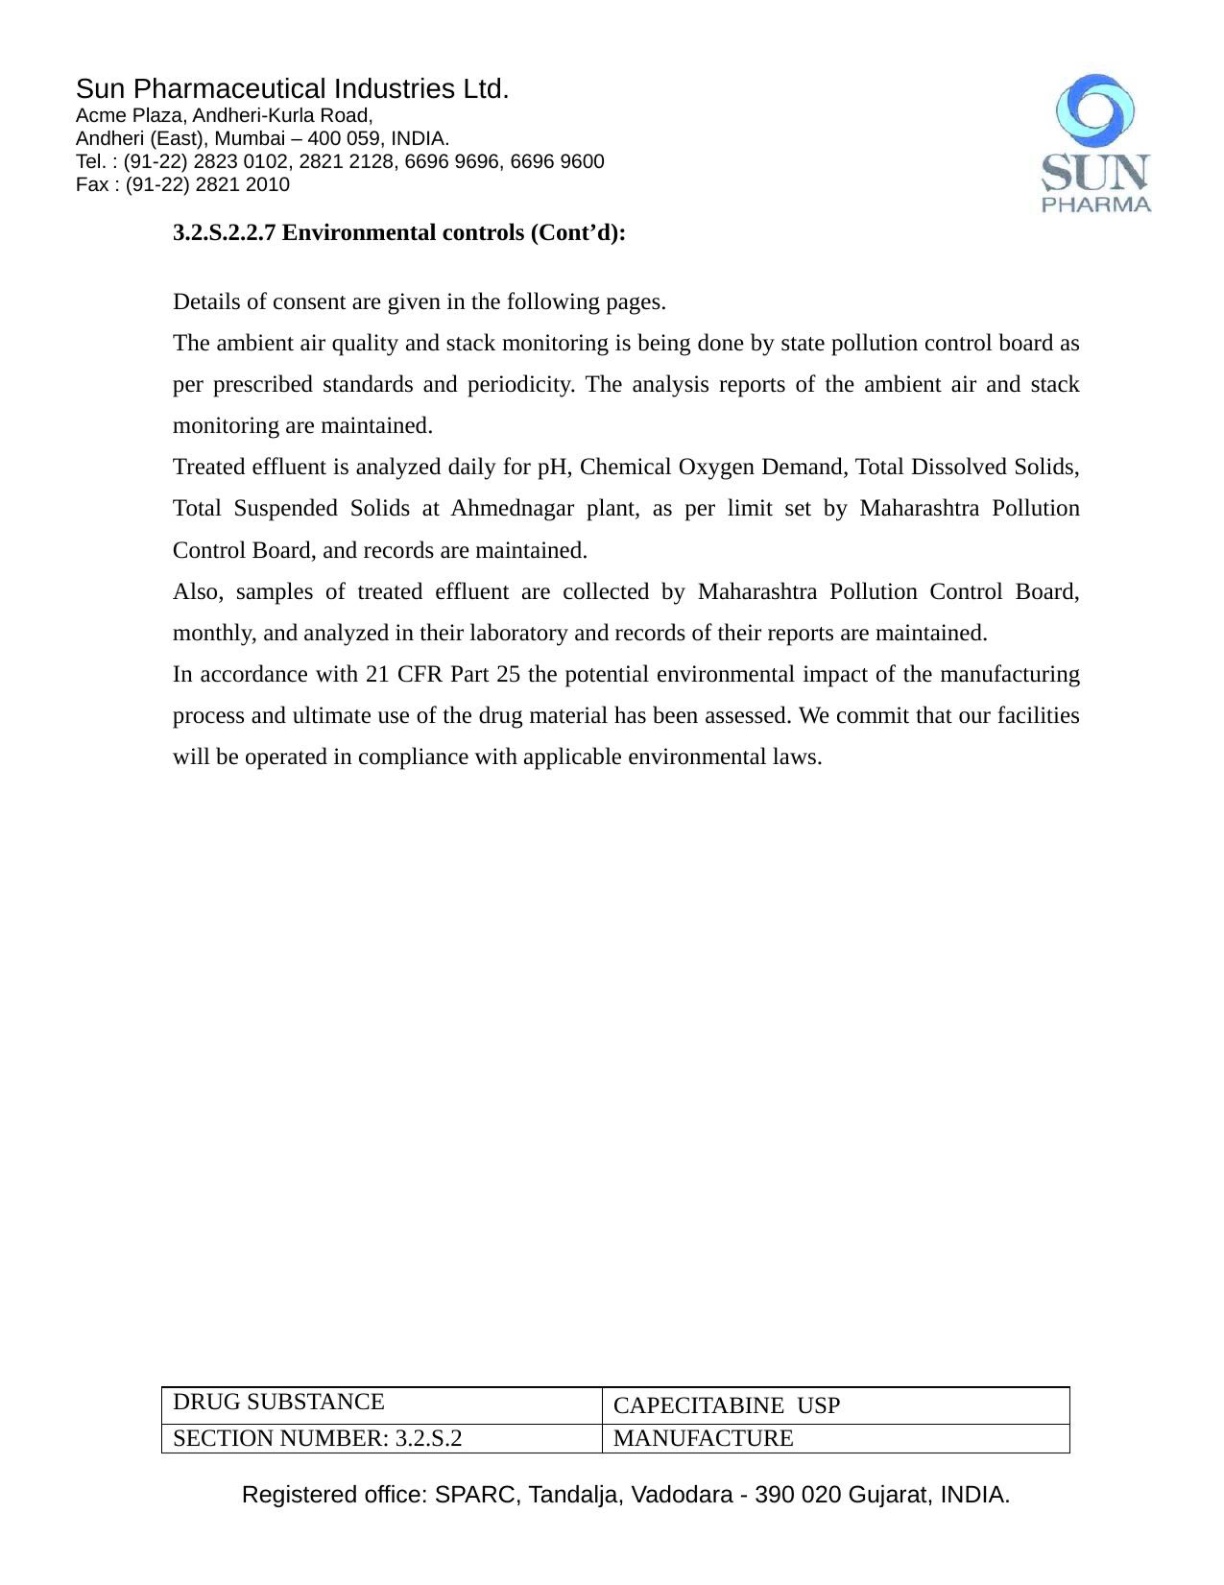 Sun Pharmaceutical Industries Ltd.
Acme Plaza, Andheri-Kurla Road,
Andheri (East), Mumbai – 400 059, INDIA.
Tel. : (91-22) 2823 0102, 2821 2128, 6696 9696, 6696 9600
Fax : (91-22) 2821 2010
SUN
PHARMA
3.2.S.2.2.7 Environmental controls (Cont’d):
Details of consent are given in the following pages.
The ambient air quality and stack monitoring is being done by state pollution control board as
per prescribed standards and periodicity. The analysis reports of the ambient air and stack
monitoring are maintained.
Treated effluent is analyzed daily for pH, Chemical Oxygen Demand, Total Dissolved Solids,
Total Suspended Solids at Ahmednagar plant, as per limit set by Maharashtra Pollution
Control Board, and records are maintained.
Also, samples of treated effluent are collected by Maharashtra Pollution Control Board,
monthly, and analyzed in their laboratory and records of their reports are maintained.
In accordance with 21 CFR Part 25 the potential environmental impact of the manufacturing
process and ultimate use of the drug material has been assessed. We commit that our facilities
will be operated in compliance with applicable environmental laws.
DRUG SUBSTANCE
CAPECITABINE  USP
SECTION NUMBER: 3.2.S.2
MANUFACTURE
Registered office: SPARC, Tandalja, Vadodara - 390 020 Gujarat, INDIA.